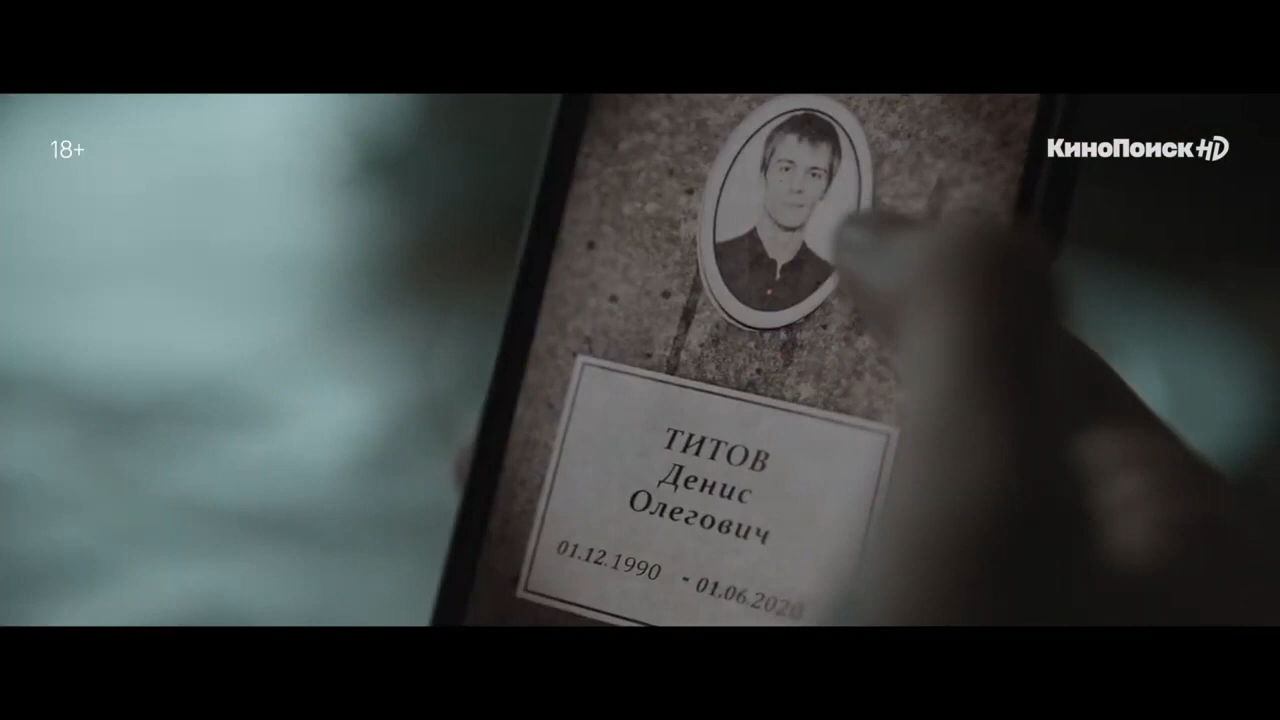 18+
КиноПоиск HD
ТИТОВ
Денис
Олегович
01.12.1990 - 01.06.2020